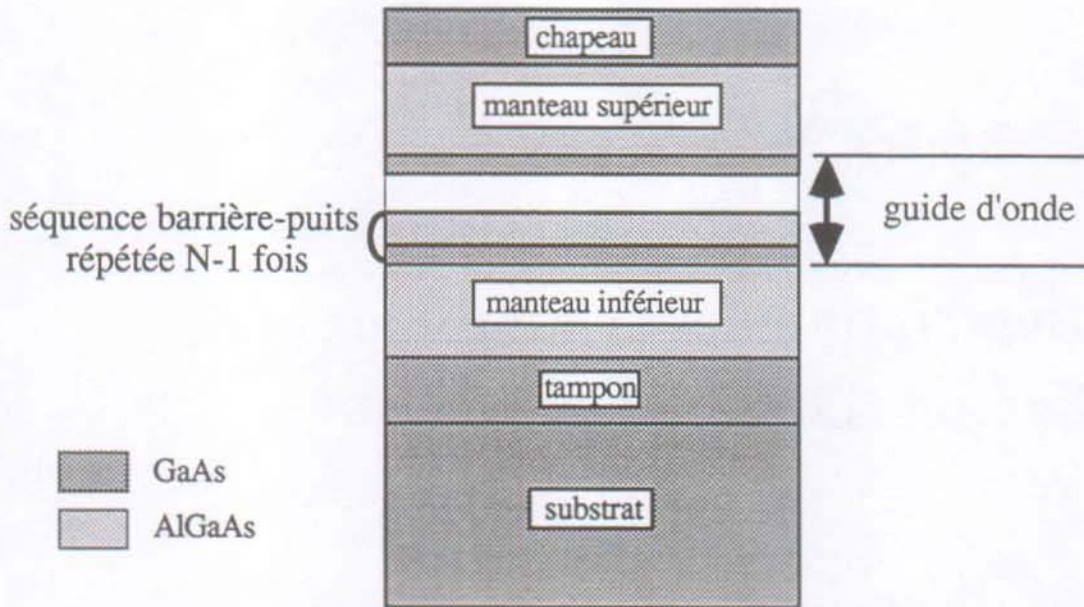 chapeau
manteau supérieur
séquence barrière-puits
répétée N-1 fois
guide d'onde
manteau inférieur
tampon
GaAs
AlGaAs
substrat